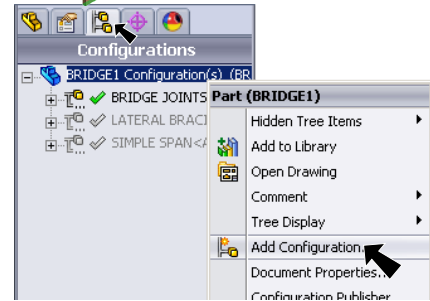 Configurations
BRIDGE1 Configuration(s) (BR
BRIDGE JOINTS
LATERAL BRACI
SIMPLE SPAN<A
Part (BRIDGE1)
Hidden Tree Items
Add to Library
Open Drawing
Comment
Tree Display
Add Configuration...
Document Properties...
Configuration Publisher